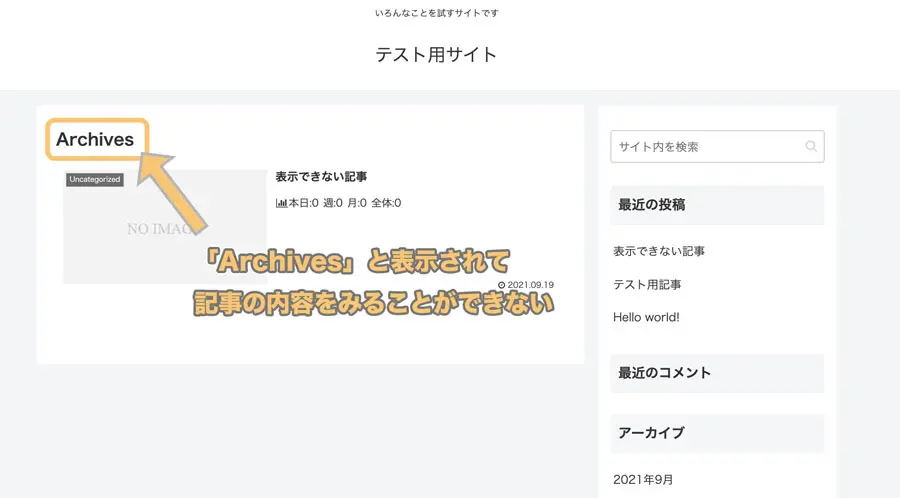 いろんなことを試すサイトです
テスト用サイト
Archives
Uncategorized
NO IMAG
表示できない記事
本日:0 週:0 月:0 全体:0
「Archives」と表示されて
記事の内容をみることができない
2021.09.19
サイト内を検索
最近の投稿
表示できない記事
テスト用記事
Hello world!
最近のコメント
アーカイブ
2021年9月